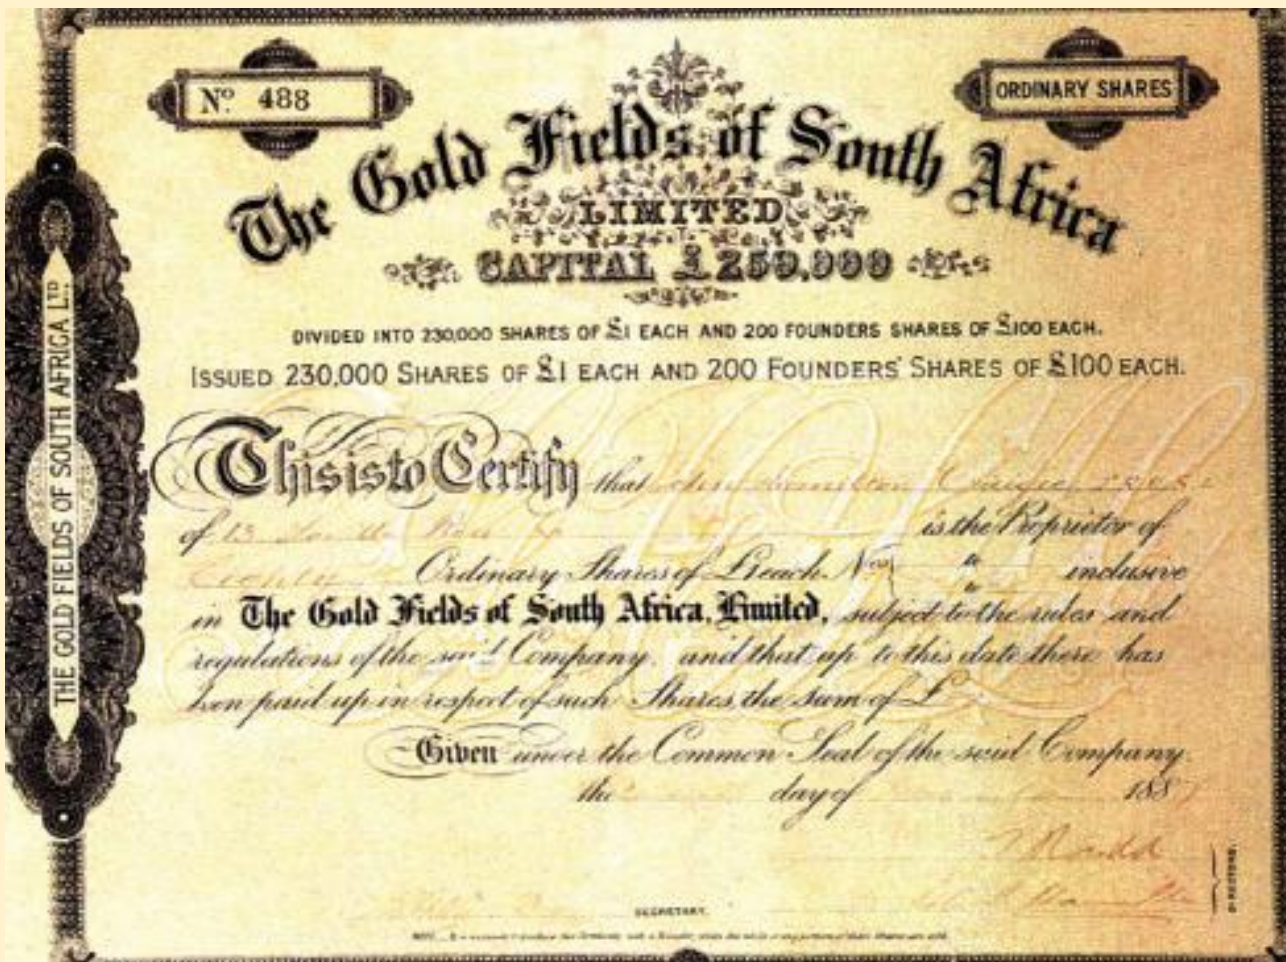 No. 488
ORDINARY SHARES
The Gold Fields of South Africa
LIMITED
CAPITAL £250,000
DIVIDED INTO 230,000 SHARES OF £1 EACH AND 200 FOUNDERS SHARES OF £100 EACH.
ISSUED 230,000 SHARES OF £1 EACH AND 200 FOUNDERS' SHARES OF £100 EACH.
This is to Certify that
of 13 is the Proprietor of
Ordinary Shares of £1 each Nos. to inclusive
in The Gold Fields of South Africa, Limited, subject to the rules and
regulations of the said Company, and that up to this date there has
been paid up in respect of such Shares, the sum of £
Given under the Common Seal of the said Company
the day of 188
SECRETARY.
DIRECTORS.
THE GOLD FIELDS OF SOUTH AFRICA LTD.